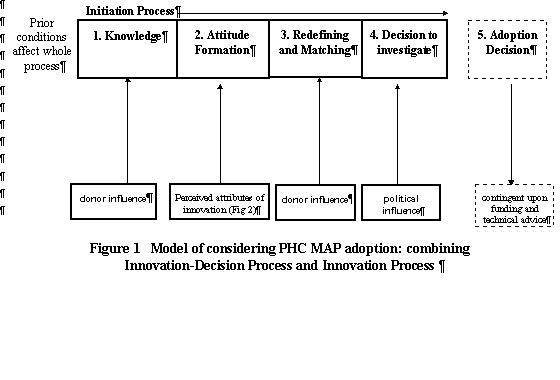 Initiation Process¶
Prior
conditions
affect whole
process¶
1. Knowledge¶
2. Attitude
Formation¶
3. Redefining
and Matching¶
4. Decision to
investigate¶
5. Adoption
Decision¶
donor influence¶
Perceived attributes of
innovation (Fig 2)¶
donor influence¶
political
influence¶
contingent upon
funding and
technical advice¶
Figure 1 Model of considering PHC MAP adoption: combining
Innovation-Decision Process and Innovation Process ¶